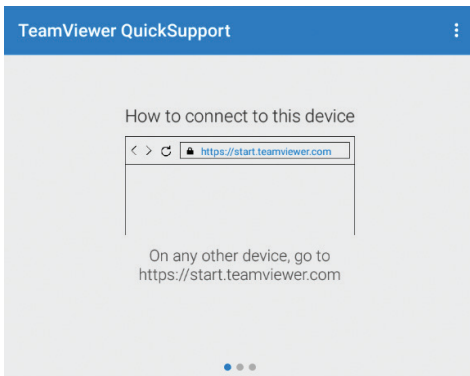 TeamViewer QuickSupport
How to connect to this device
https://start.teamviewer.com
On any other device, go to
https://start.teamviewer.com